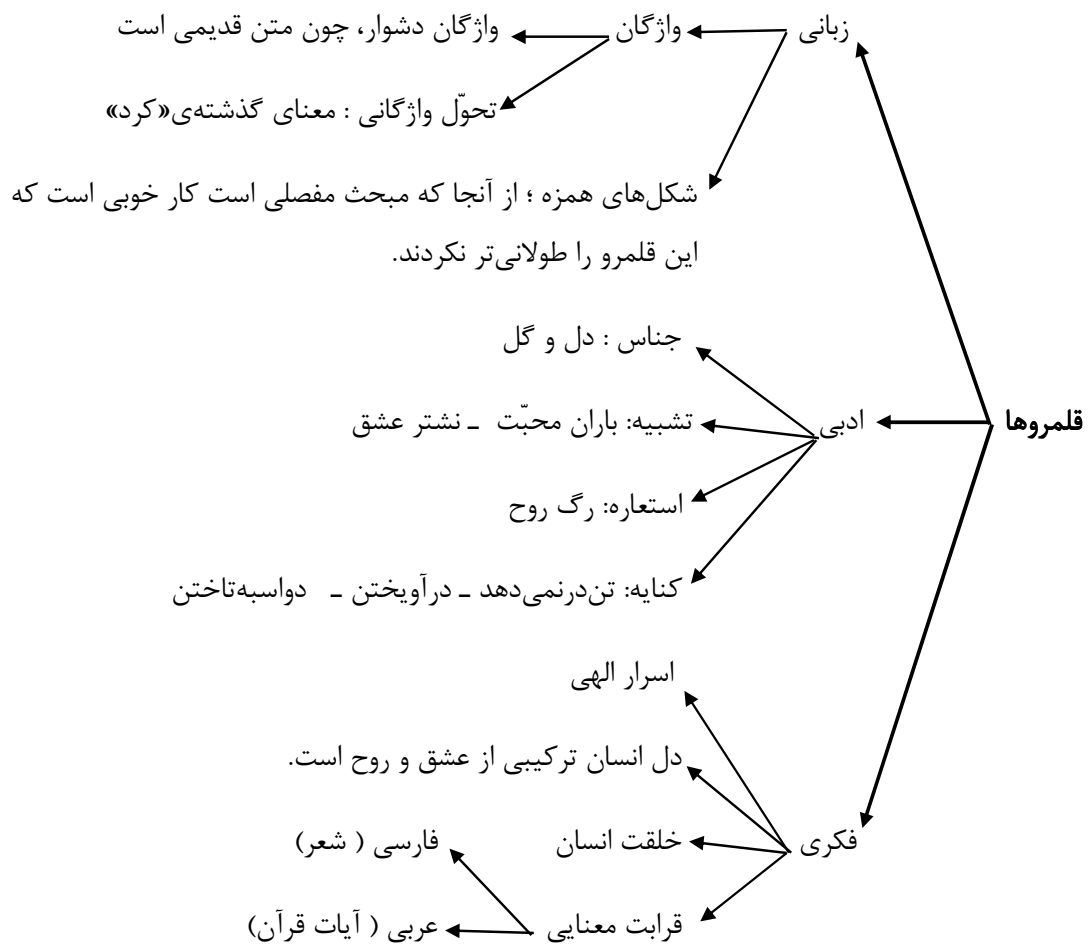 زبانی واژگان واژگان دشوار، چون متن قدیمی است
تحوّل واژگانی : معنای گذشته‌ی«کرد»
شکل‌های همزه ؛ از آنجا که مبحث مفصلی است کار خوبی است که
این قلمرو را طولانی‌تر نکردند.
جناس : دل و گل
قلمروها ادبی تشبیه: باران محبّت ـ نشتر عشق
استعاره: رگ روح
کنایه: تن‌درنمی‌دهد ـ درآویختن ـ دواسبه‌تاختن
اسرار الهی
دل انسان ترکیبی از عشق و روح است.
فکری خلقت انسان فارسی ( شعر)
قرابت معنایی عربی ( آیات قرآن)